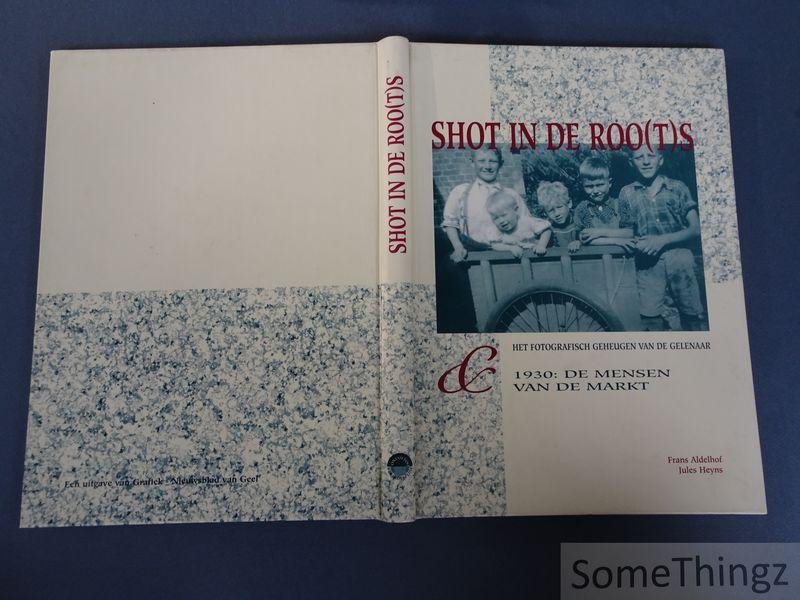 Een uitgave van Grafiek - Nieuwsblad van Geel
SHOT IN DE ROO(T)S
SHOT IN DE ROO(T)S
HET FOTOGRAFISCH GEHEUGEN VAN DE GELENAAR
&
1930: DE MENSEN
VAN DE MARKT
Frans Aldelhof
Jules Heyns
SomeThingz